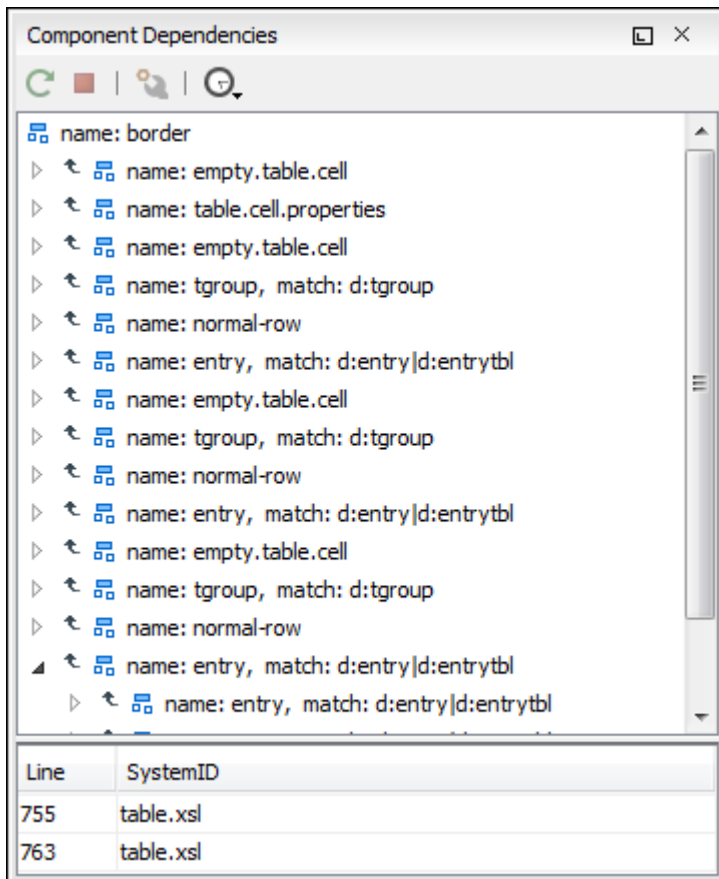 Component Dependencies
name: border
name: empty.table.cell
name: table.cell.properties
name: empty.table.cell
name: tgroup, match: d:tgroup
name: normal-row
name: entry, match: d:entry|d:entrytbl
name: empty.table.cell
name: tgroup, match: d:tgroup
name: normal-row
name: entry, match: d:entry|d:entrytbl
name: empty.table.cell
name: tgroup, match: d:tgroup
name: normal-row
name: entry, match: d:entry|d:entrytbl
name: entry, match: d:entry|d:entrytbl
Line SystemID
755 table.xsl
763 table.xsl